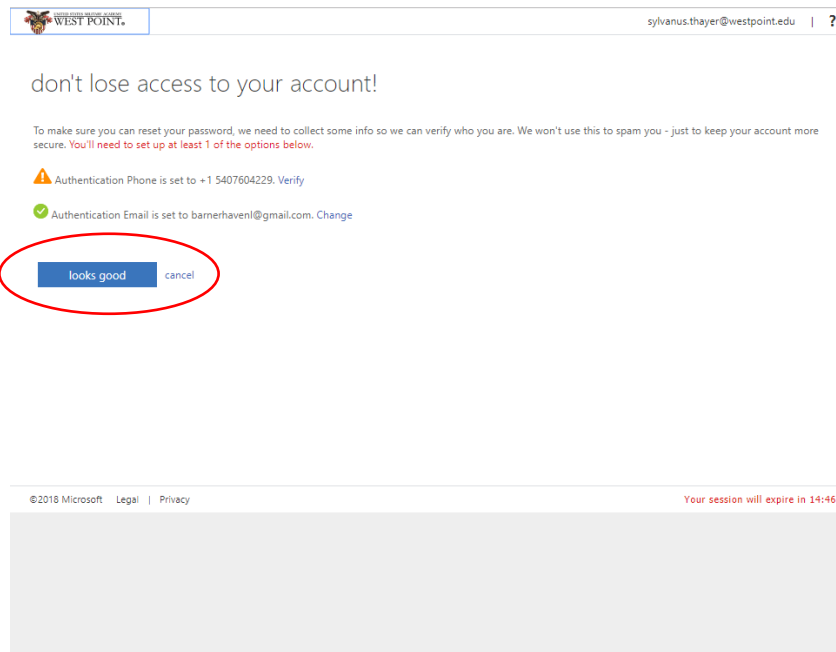 UNITED STATES MILITARY ACADEMY
WEST POINT.
sylvanus.thayer@westpoint.edu | ?
don't lose access to your account!
To make sure you can reset your password, we need to collect some info so we can verify who you are. We won't use this to spam you - just to keep your account more
secure. You'll need to set up at least 1 of the options below.
Authentication Phone is set to +1 5407604229. Verify
Authentication Email is set to barnerhavenl@gmail.com. Change
looks good cancel
©2018 Microsoft Legal | Privacy
Your session will expire in 14:46